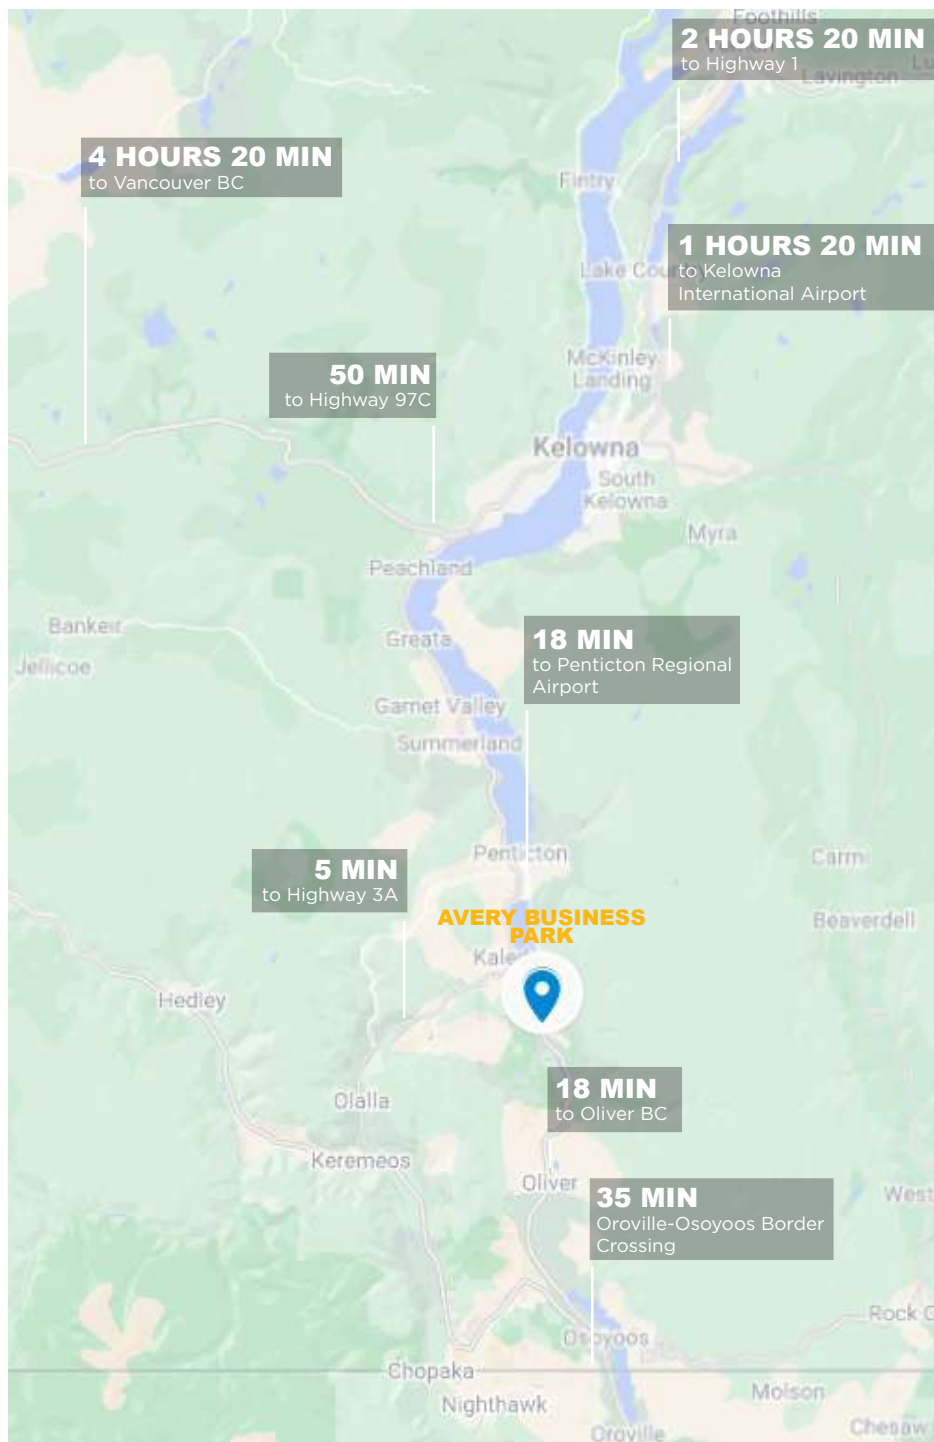 Foothills
2 HOURS 20 MIN
to Highway 1
Lavington
4 HOURS 20 MIN
to Vancouver BC
Fintry
1 HOURS 20 MIN
to Kelowna
International Airport
Lake
McKinley
Landing
50 MIN
to Highway 97C
Kelowna
South
Kelowna
Myra
Peachland
Bankeir
Jellicoe
Greata
18 MIN
to Penticton Regional
Airport
Garnet Valley
Summerland
Penticton
Carmi
5 MIN
to Highway 3A
AVERY BUSINESS
PARK
Beaverdell
Kale
Hedley
18 MIN
to Oliver BC
Olalla
Keremeos
Oliver
35 MIN
Oroville-Osoyoos Border
Crossing
West
Rock C
Osoyoos
Chopaka
Nighthawk
Molson
Chesaw
Oroville